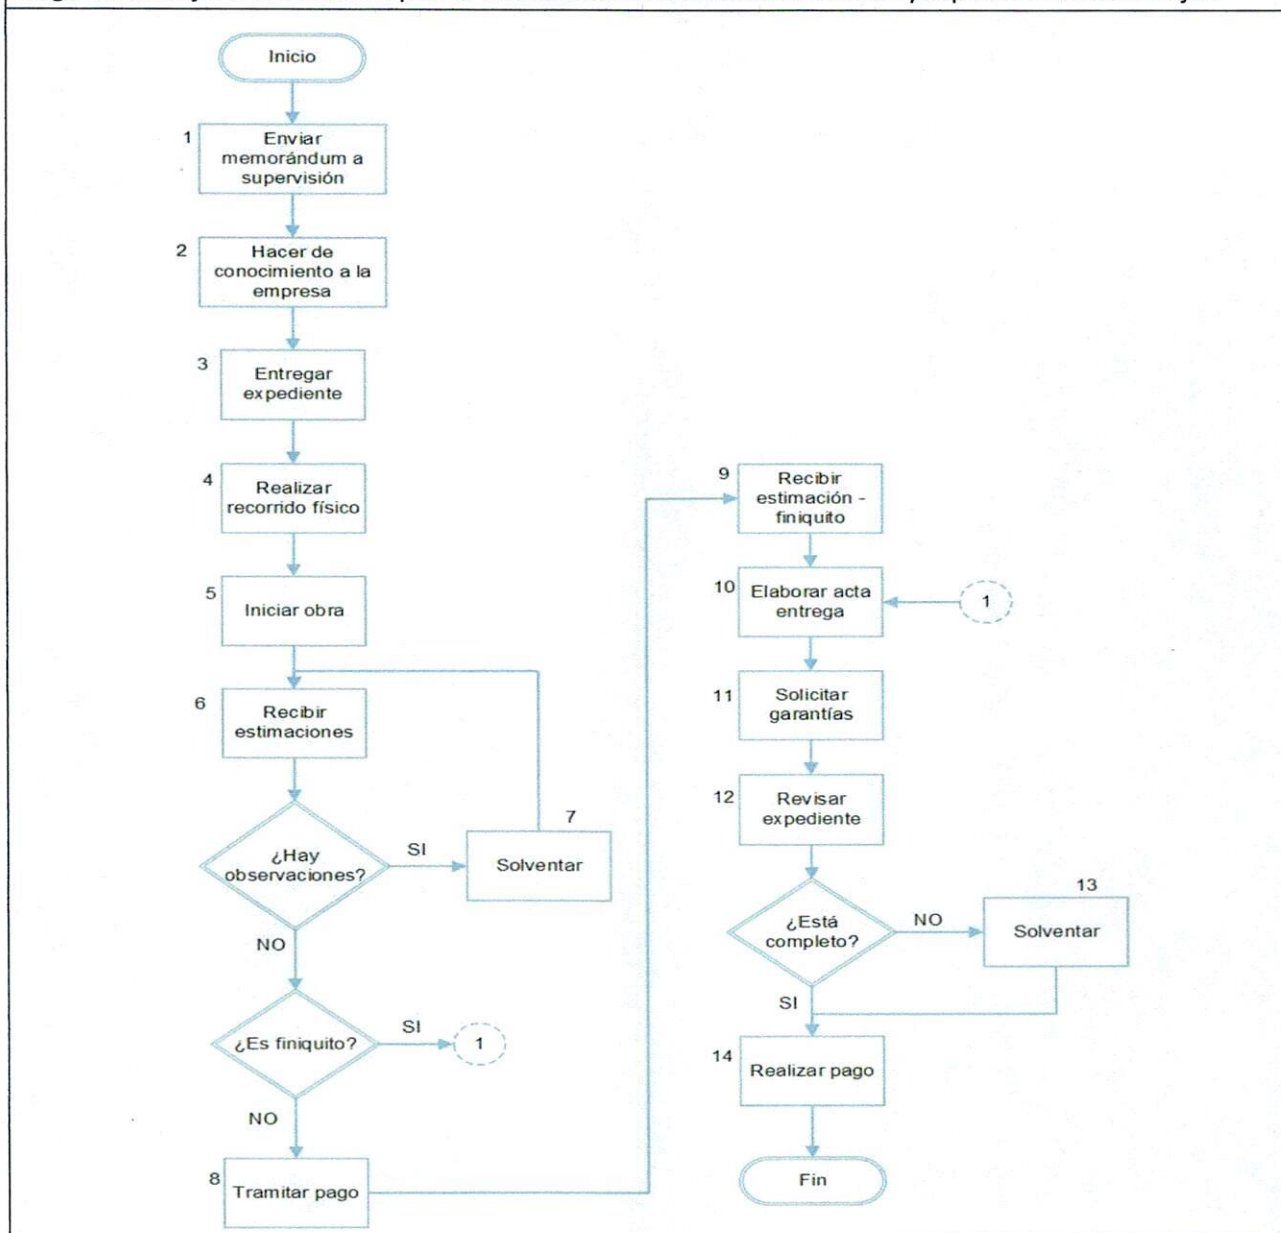 Inicio
1
Enviar
memorándum a
supervisión
2
Hacer de
conocimiento a la
empresa
3
Entregar
expediente
4
Realizar
recorrido físico
5
Iniciar obra
6
Recibir
estimaciones
7
Solventar
¿Hay
observaciones?
SI
NO
¿Es finiquito?
SI
1
NO
8
Tramitar pago
9
Recibir
estimación -
finiquito
10
Elaborar acta
entrega
1
11
Solicitar
garantías
12
Revisar
expediente
¿Está
completo?
NO
13
Solventar
SI
14
Realizar pago
Fin